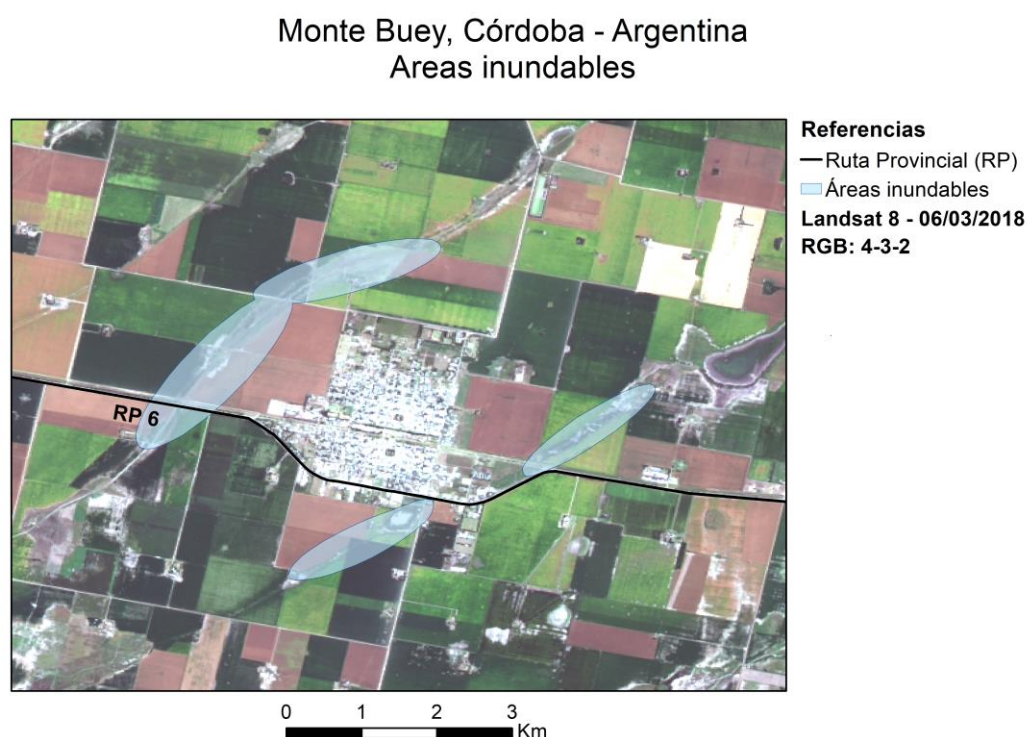 Monte Buey, Córdoba - Argentina
Areas inundables
Referencias
Ruta Provincial (RP)
Áreas inundables
Landsat 8 - 06/03/2018
RGB: 4-3-2
RP 6
0 1 2 3
Km